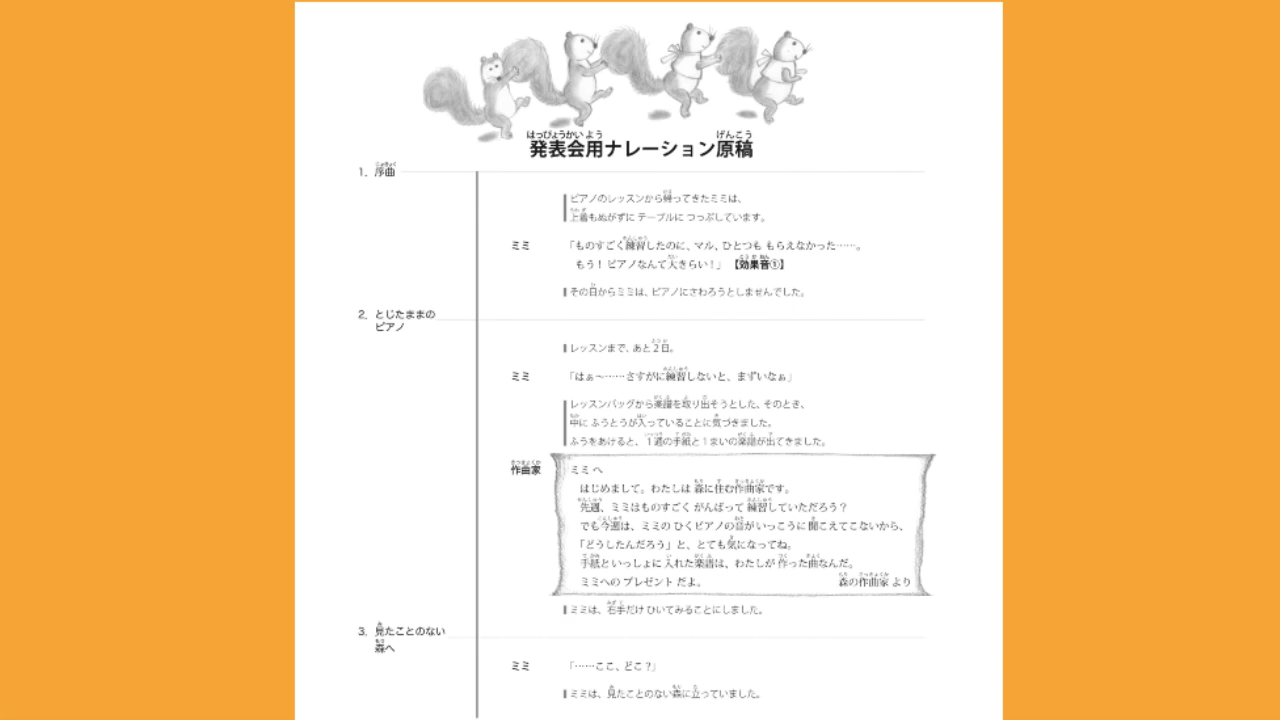 発表会用ナレーション原稿
1. 序曲
ピアノのレッスンから帰ってきたミミは、
上着もぬがずに テーブルに つっぷしています。
ミミ 「ものすごく練習したのに、マル、ひとつも もらえなかった……。
もう! ピアノなんて大きらい!」 【効果音①】
その日からミミは、ピアノにさわろうとしませんでした。
2. とじたままの
ピアノ
レッスンまで、あと2日。
ミミ 「はぁ〜……さすがに練習しないと、まずいなぁ」
レッスンバッグから楽譜を取り出そうとした、そのとき、
中に ふうとうが入っていることに気づきました。
ふうをあけると、1通の手紙と1まいの楽譜が出てきました。
作曲家 ミミ へ
はじめまして。わたしは 森に住む作曲家です。
先週、ミミはものすごく がんばって 練習していただろう?
でも今週は、ミミの ひくピアノの音が いっこうに 聞こえてこないから、
「どうしたんだろう」と、とても気になってね。
手紙といっしょに 入れた楽譜は、わたしが 作った曲なんだ。
ミミへの プレゼント だよ。 森の作曲家 より
ミミは、右手だけ ひいてみることにしました。
3. 見たことのない
森へ
ミミ 「……ここ、どこ?」
ミミは、見たことのない森に立っていました。